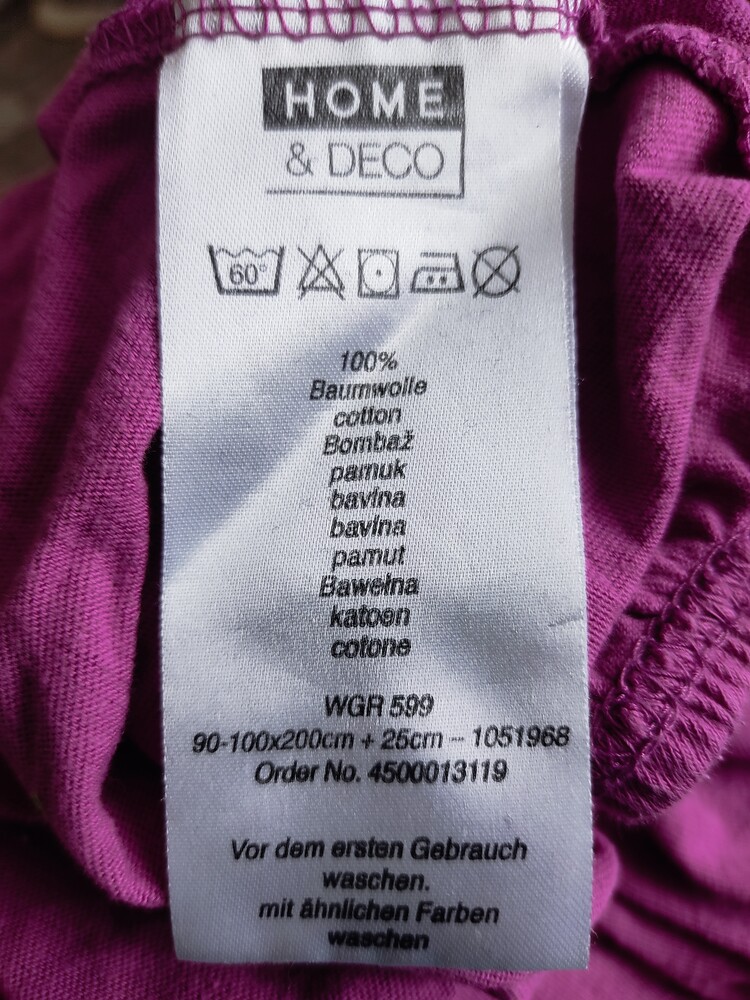 HOME
& DECO
60°
100%
Baumwolle
cotton
Bombaž
pamuk
bavlna
bavlna
pamut
Bawełna
katoen
cotone
WGR 599
90-100x200cm + 25cm – 1051968
Order No. 4500013119
Vor dem ersten Gebrauch
waschen.
mit ähnlichen Farben
waschen